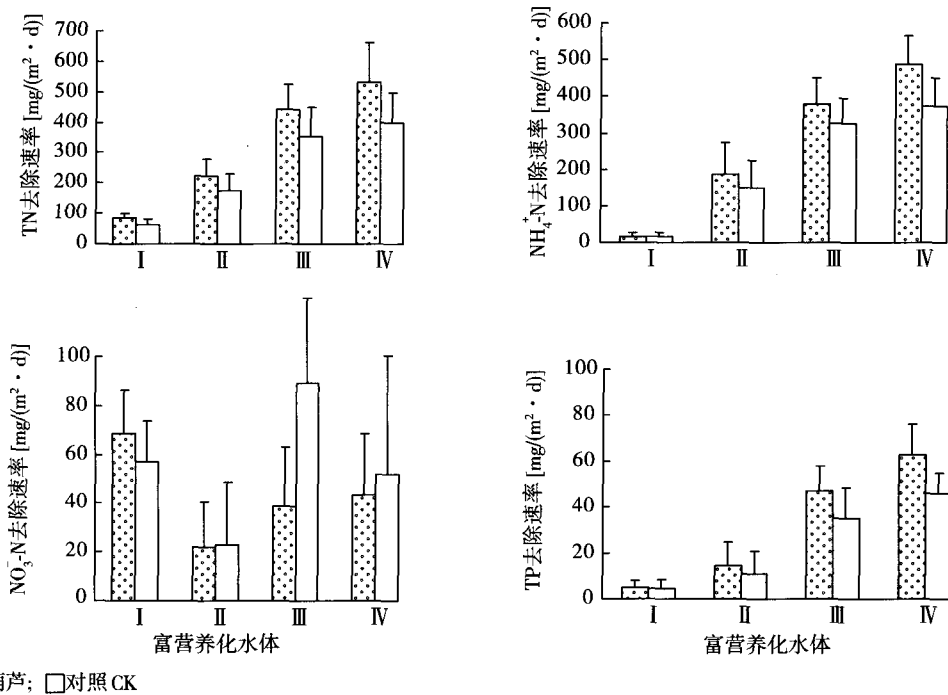 TN去除速率 [mg/(m²·d)]
700
600
500
400
300
200
100
0
I
II
III
IV
NH₄⁺-N去除速率 [mg/(m²·d)]
600
500
400
300
200
100
0
I
II
III
IV
NO₃⁻-N去除速率 [mg/(m²·d)]
100
80
60
40
20
0
I
II
III
IV
富营养化水体
TP去除速率 [mg/(m²·d)]
100
80
60
40
20
0
I
II
III
IV
富营养化水体
芦； 对照 CK